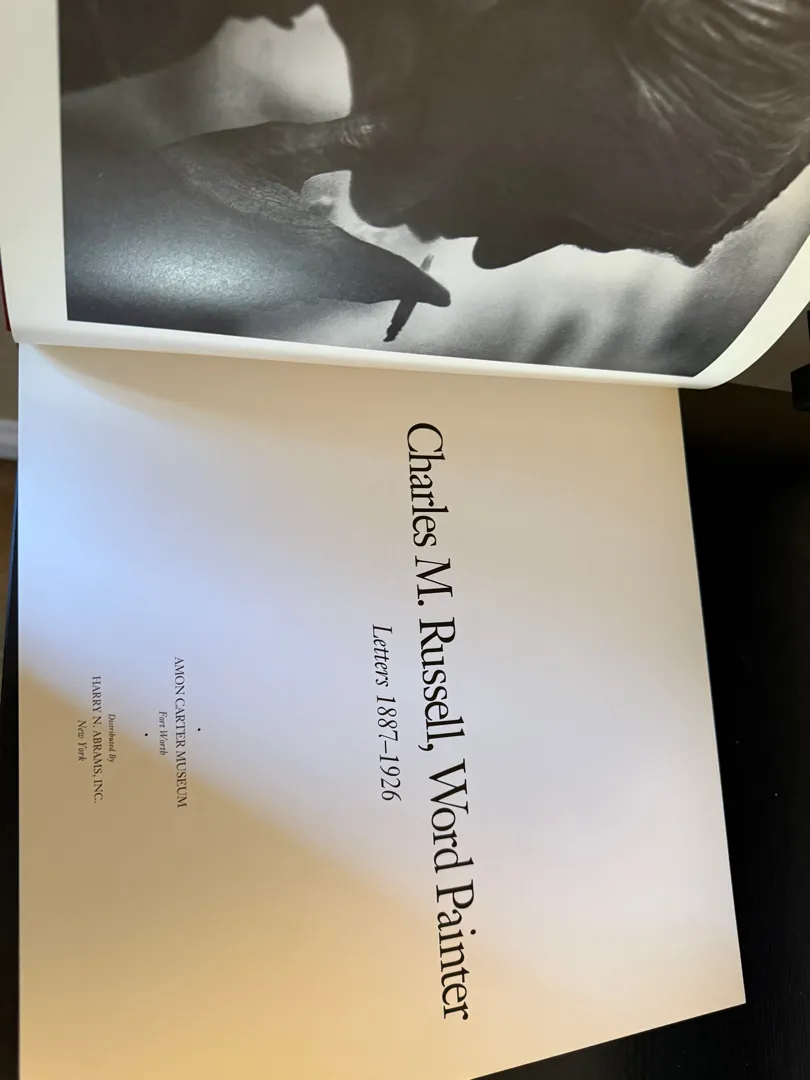 Charles M. Russell, Word Painter
Letters 1887–1926
AMON CARTER MUSEUM
Fort Worth
Distributed By
HARRY N. ABRAMS, INC.
New York